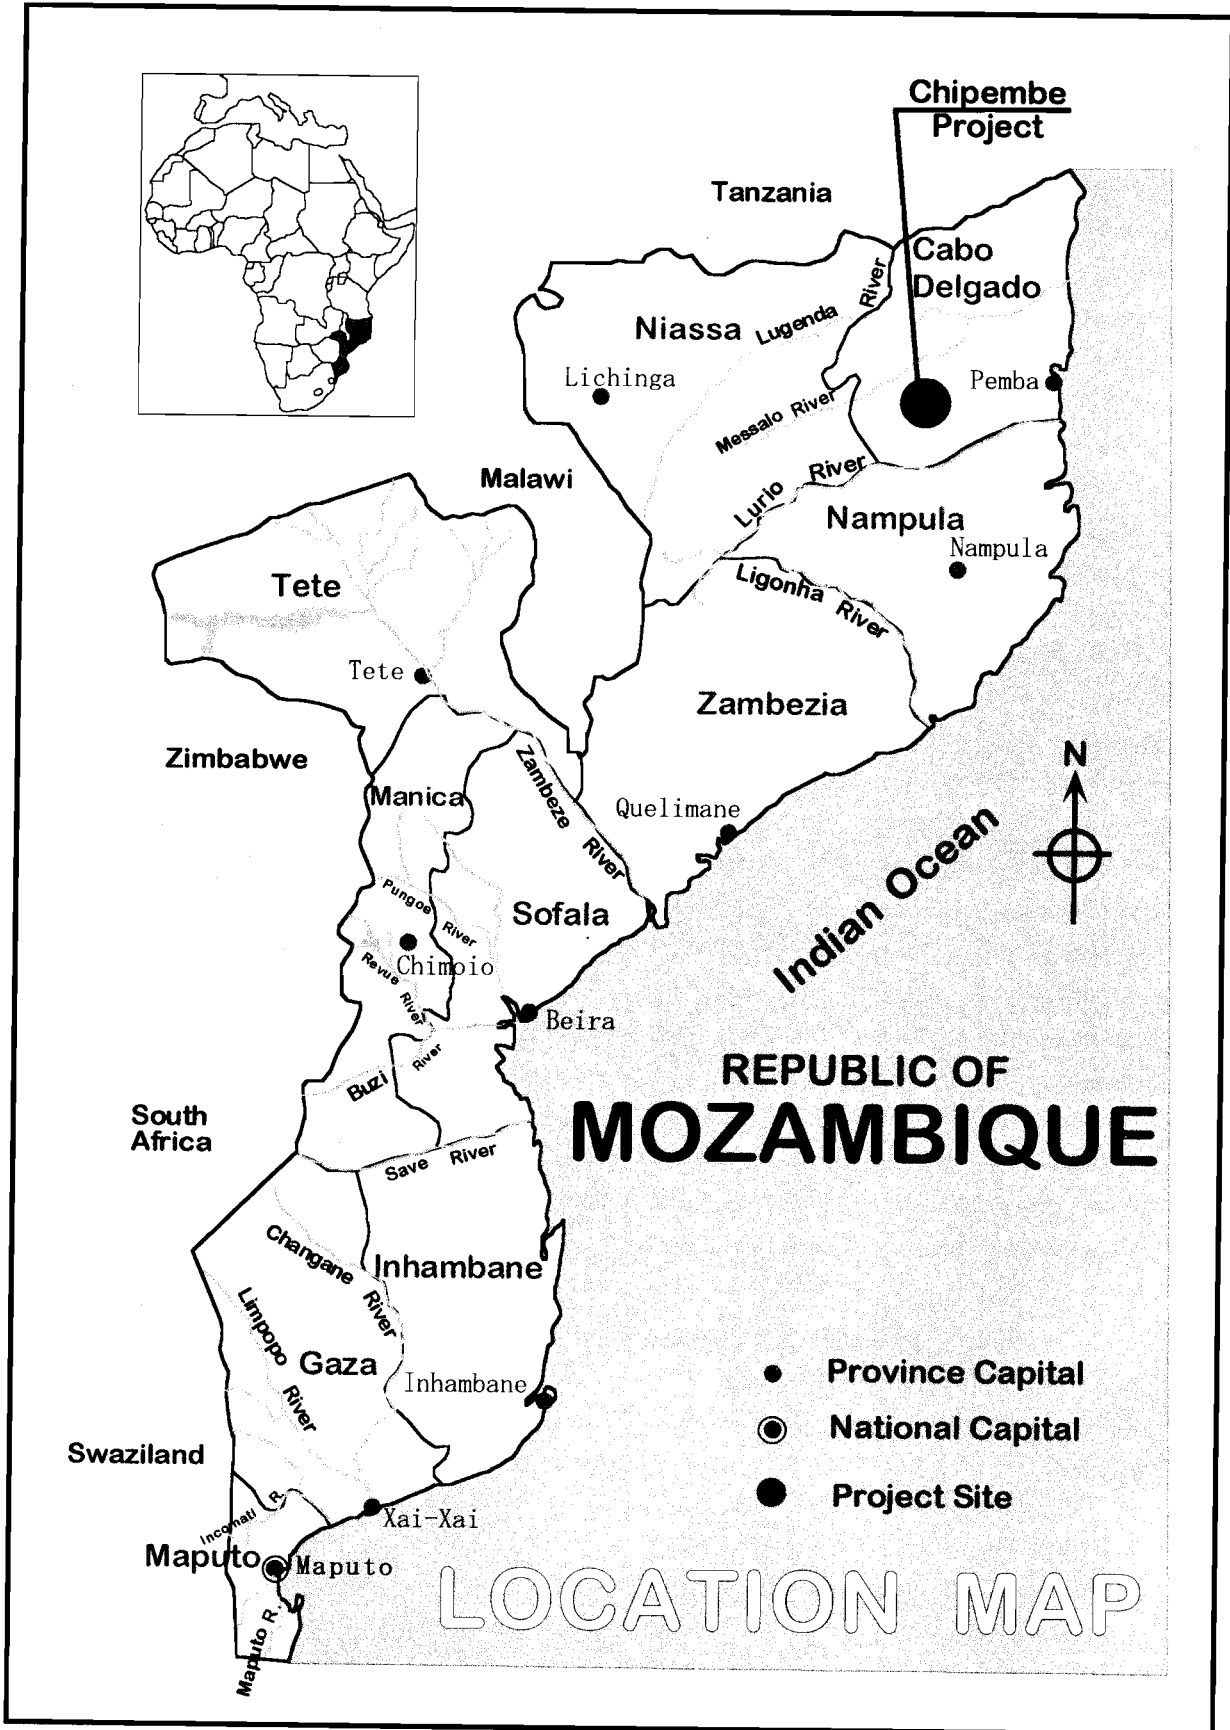 Chipembe
Project
Tanzania
Cabo
Delgado
Niassa
Lugenda River
Lichinga
Pemba
Messalo River
Malawi
Lurio River
Nampula
Nampula
Tete
Ligonha River
Tete
Zambezia
Zimbabwe
N
Manica
Zambeze River
Quelimane
Indian Ocean
Pungoe River
Sofala
Chimoio
Revue River
Beira
REPUBLIC OF
MOZAMBIQUE
Buzi River
South
Africa
Save River
Changane River
Inhambane
Limpopo River
Gaza
Inhambane
Province Capital
National Capital
Swaziland
Project Site
Incomati R.
Xai-Xai
Maputo
Maputo
LOCATION MAP
Maputo R.